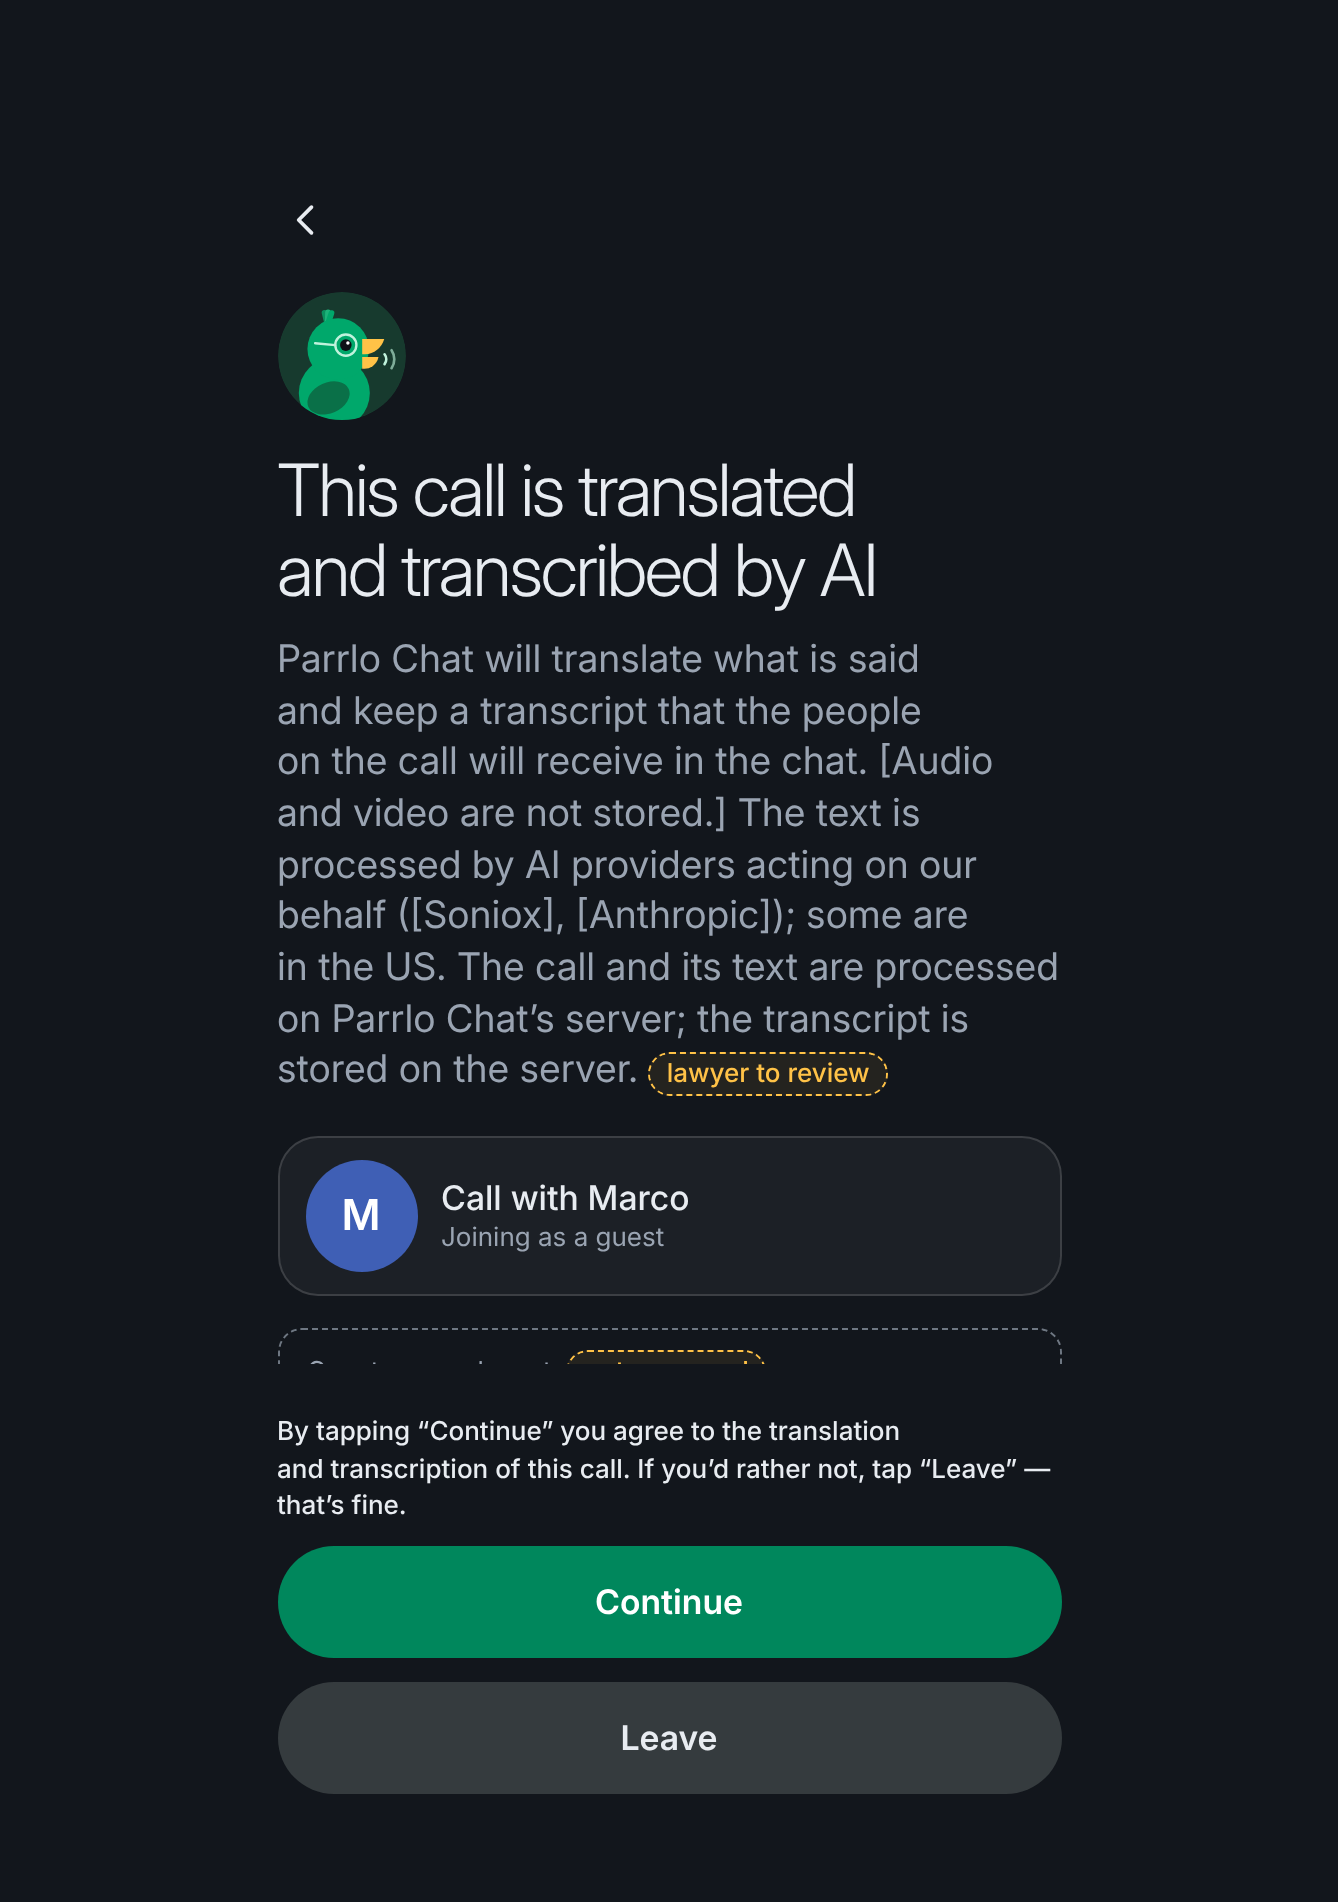 This call is translated
and transcribed by AI
Parrlo Chat will translate what is said
and keep a transcript that the people
on the call will receive in the chat. [Audio
and video are not stored.] The text is
processed by AI providers acting on our
behalf ([Soniox], [Anthropic]); some are
in the US. The call and its text are processed
on Parrlo Chat’s server; the transcript is
stored on the server. lawyer to review
M
Call with Marco
Joining as a guest
By tapping “Continue” you agree to the translation
and transcription of this call. If you’d rather not, tap “Leave” —
that’s fine.
Continue
Leave